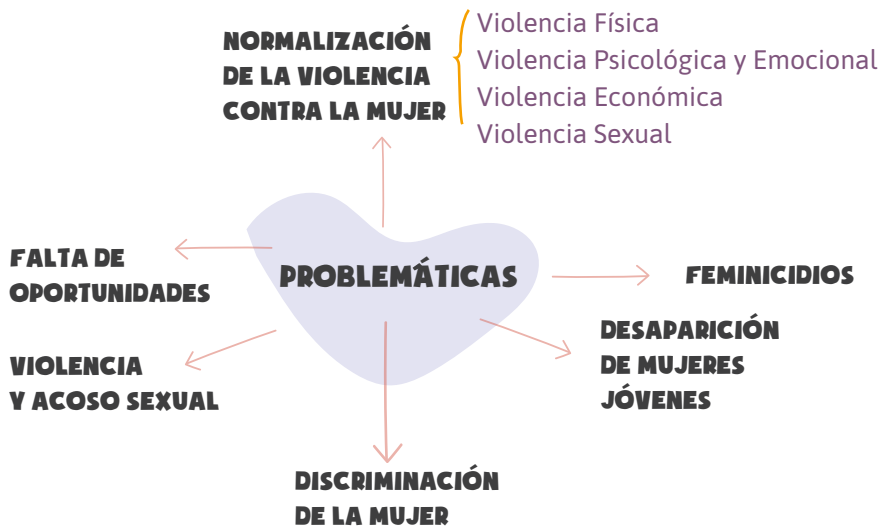 NORMALIZACIÓN
DE LA VIOLENCIA
CONTRA LA MUJER
Violencia Física
Violencia Psicológica y Emocional
Violencia Económica
Violencia Sexual
PROBLEMÁTICAS
FALTA DE
OPORTUNIDADES
VIOLENCIA
Y ACOSO SEXUAL
FEMINICIDIOS
DESAPARICIÓN
DE MUJERES
JÓVENES
DISCRIMINACIÓN
DE LA MUJER